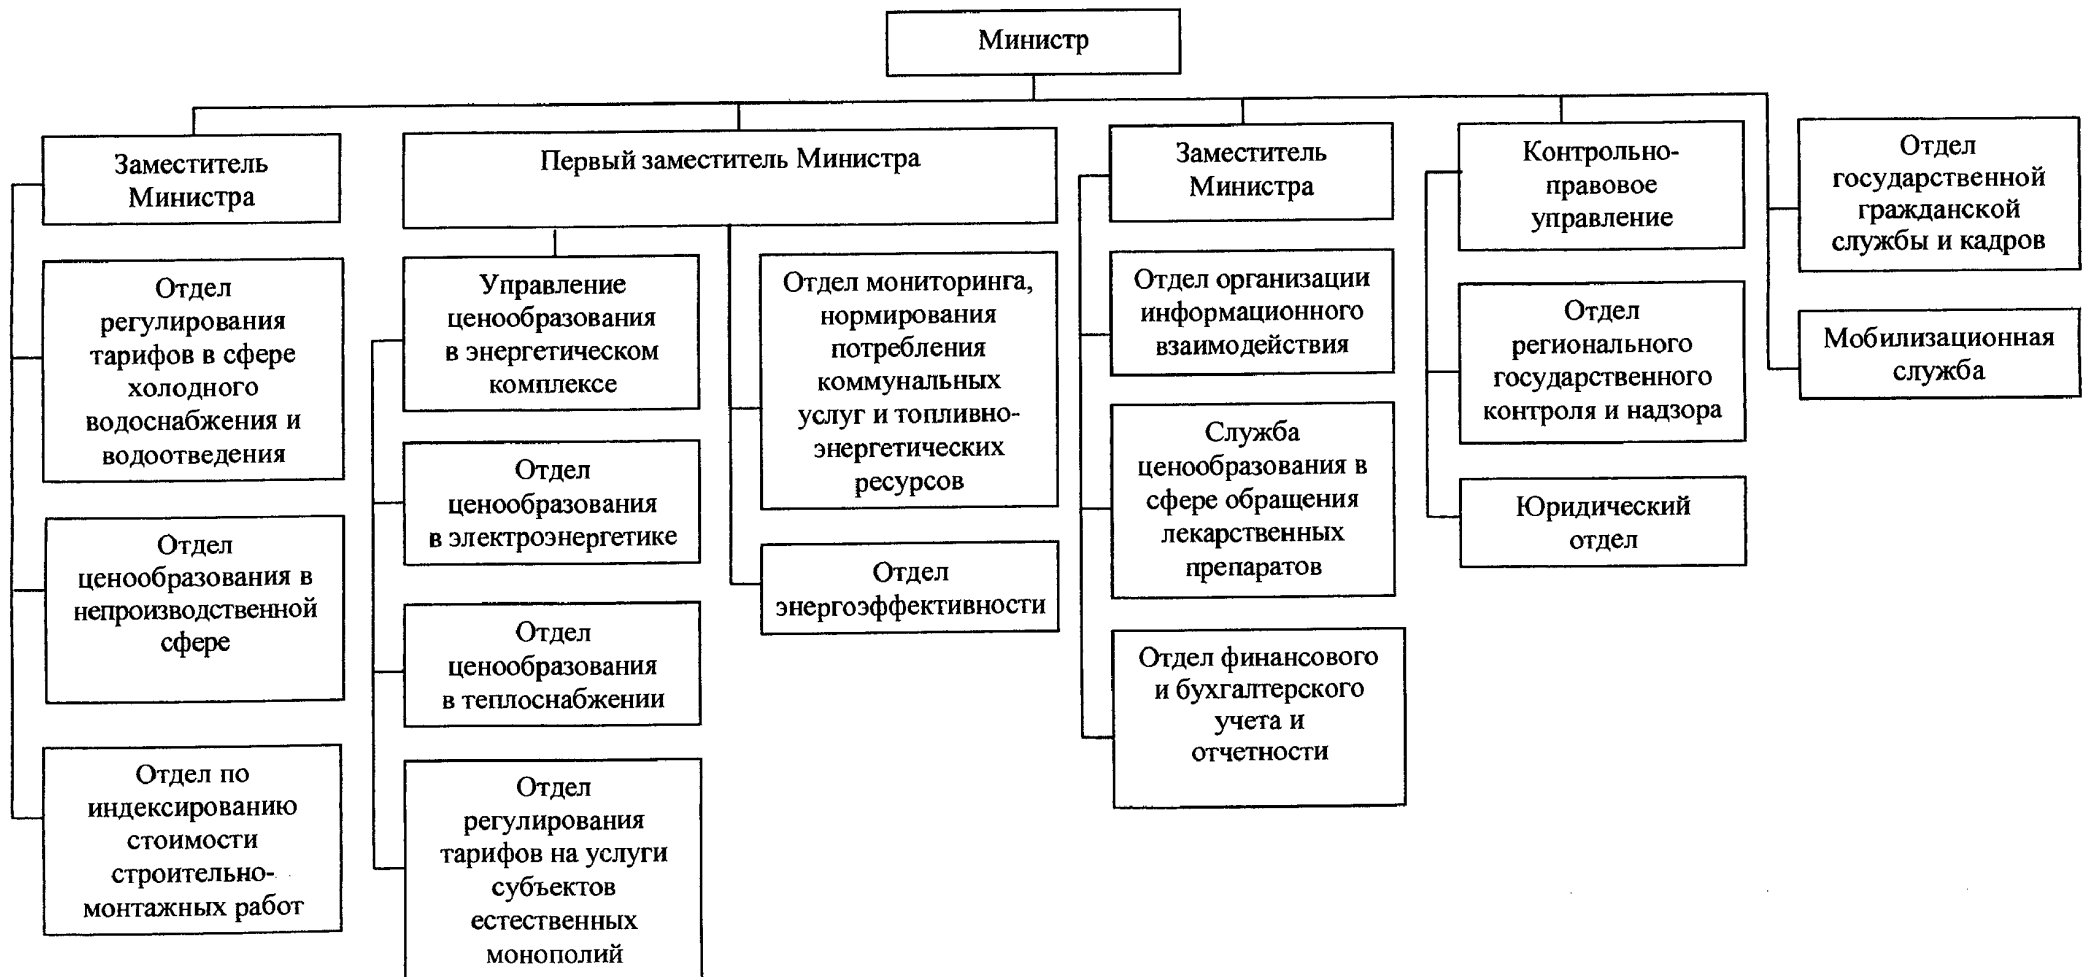 Министр
Заместитель
Министра
Отдел
регулирования
тарифов в сфере
холодного
водоснабжения и
водоотведения
Отдел
ценообразования в
непроизводственной
сфере
Отдел по
индексированию
стоимости
строительно-
монтажных работ
Первый заместитель Министра
Управление
ценообразования
в энергетическом
комплексе
Отдел
ценообразования
в электроэнергетике
Отдел
ценообразования
в теплоснабжении
Отдел
регулирования
тарифов на услуги
субъектов
естественных
монополий
Отдел мониторинга,
нормирования
потребления
коммунальных
услуг и топливно-
энергетических
ресурсов
Отдел
энергоэффективности
Заместитель
Министра
Отдел организации
информационного
взаимодействия
Служба
ценообразования в
сфере обращения
лекарственных
препаратов
Отдел финансового
и бухгалтерского
учета и
отчетности
Контрольно-
правовое
управление
Отдел
регионального
государственного
контроля и надзора
Юридический
отдел
Отдел
государственной
гражданской
службы и кадров
Мобилизационная
служба